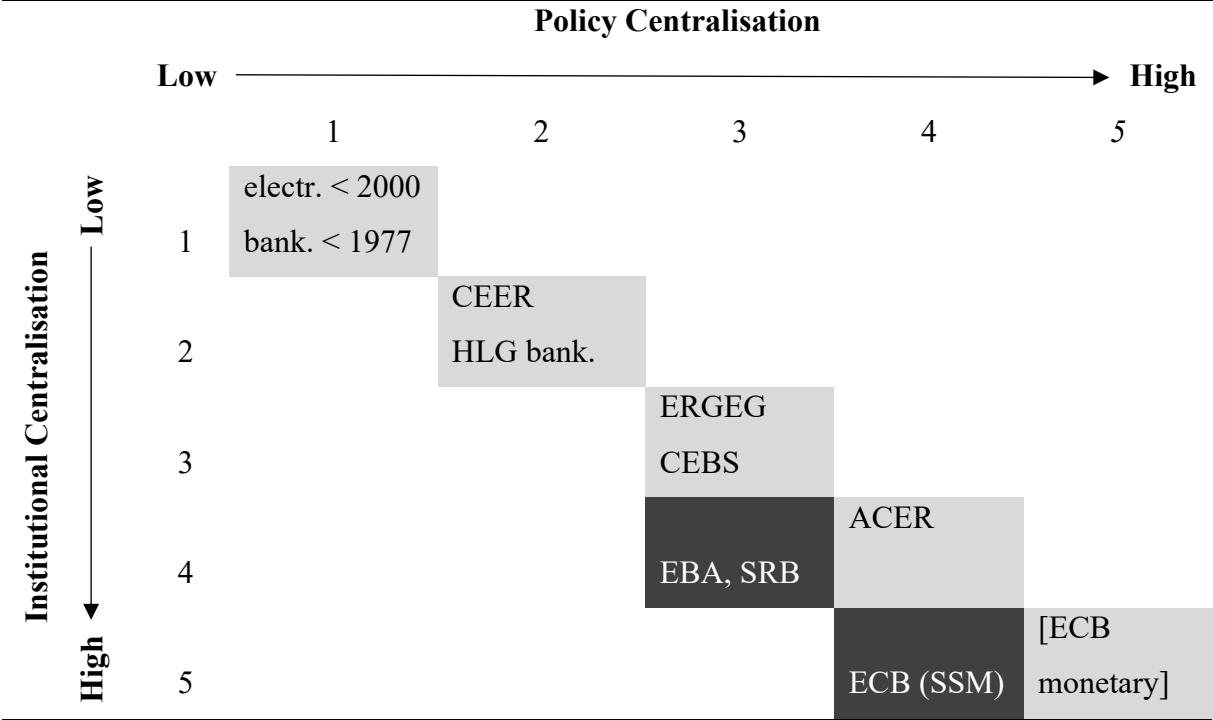 Policy Centralisation
Low High
1 2 3 4 5
Institutional Centralisation
Low
High
electr. < 2000
1 bank. < 1977
CEER
2 HLG bank.
ERGEG
3 CEBS
ACER
4 EBA, SRB
[ECB
5 ECB (SSM) monetary]